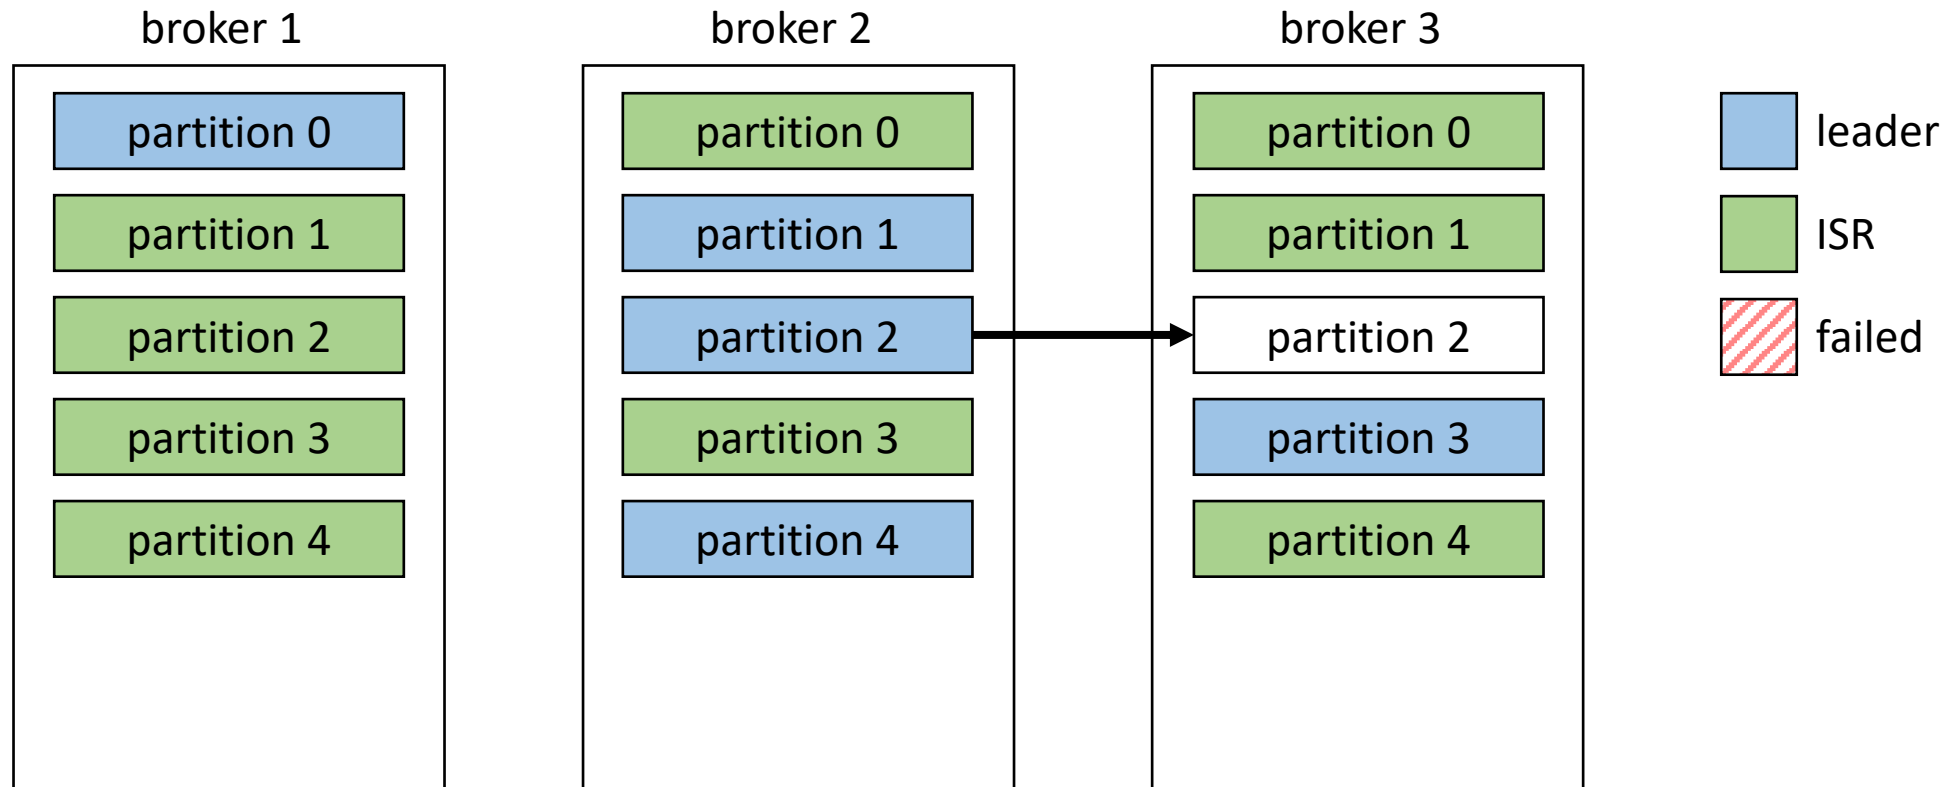 broker 1
partition 0
partition 1
partition 2
partition 3
partition 4
broker 2
partition 0
partition 1
partition 2
partition 3
partition 4
broker 3
partition 0
partition 1
partition 2
partition 3
partition 4
leader
ISR
failed